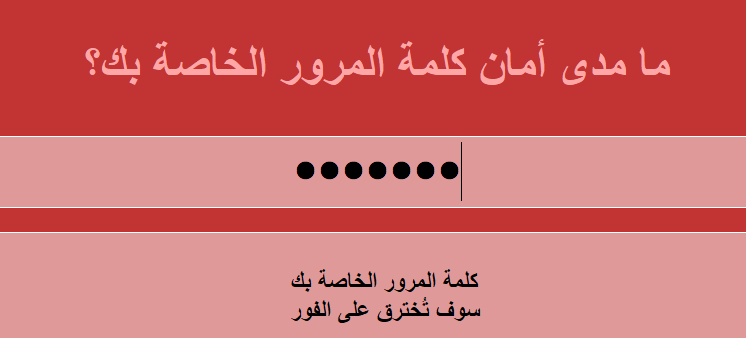 ما مدى أمان كلمة المرور الخاصة بك؟
●●●●●●●
كلمة المرور الخاصة بك
سوف تُخترق على الفور